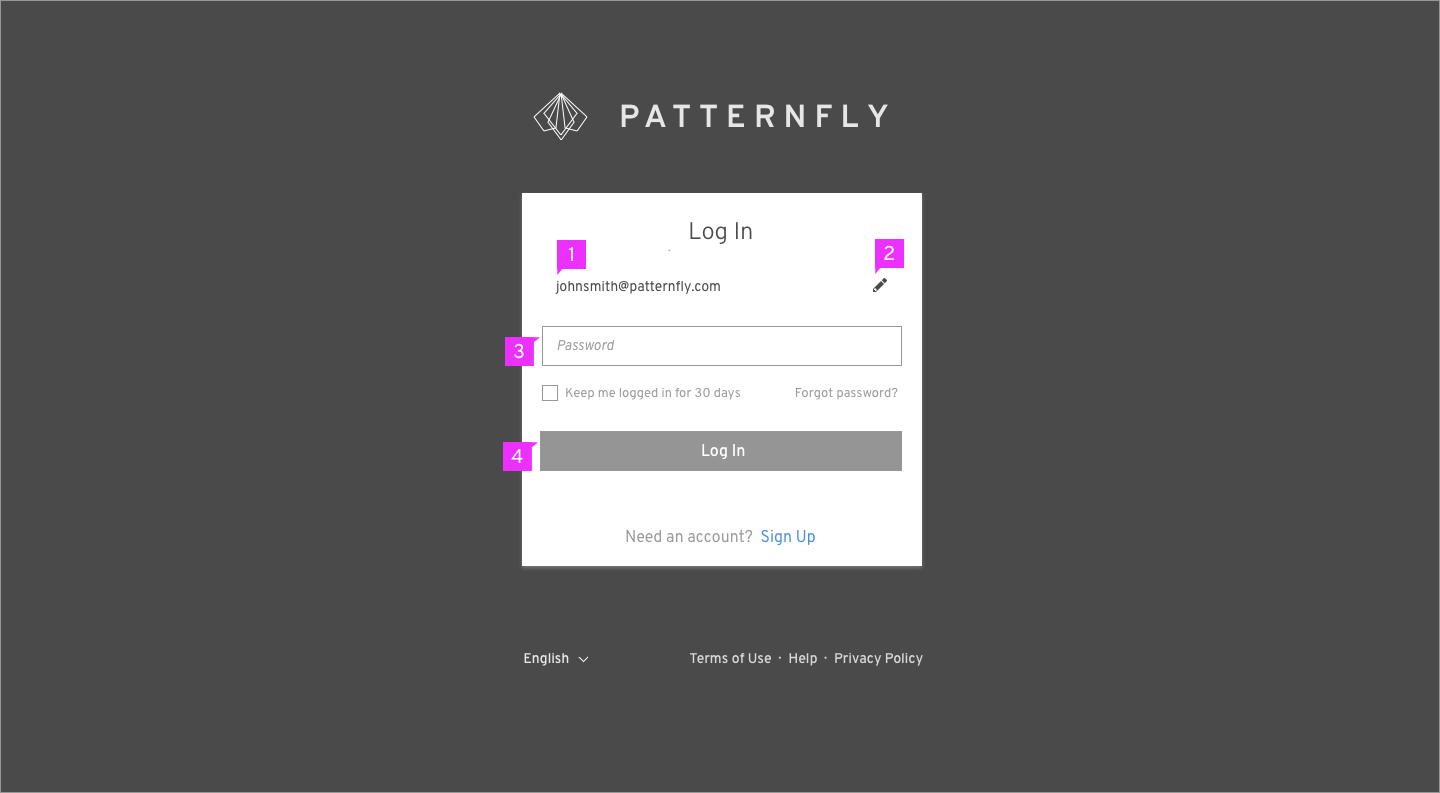 PATTERNFLY
Log In
1
2
johnsmith@patternfly.com
3
Password
Keep me logged in for 30 days Forgot password?
4
Log In
Need an account? Sign Up
English Terms of Use · Help · Privacy Policy